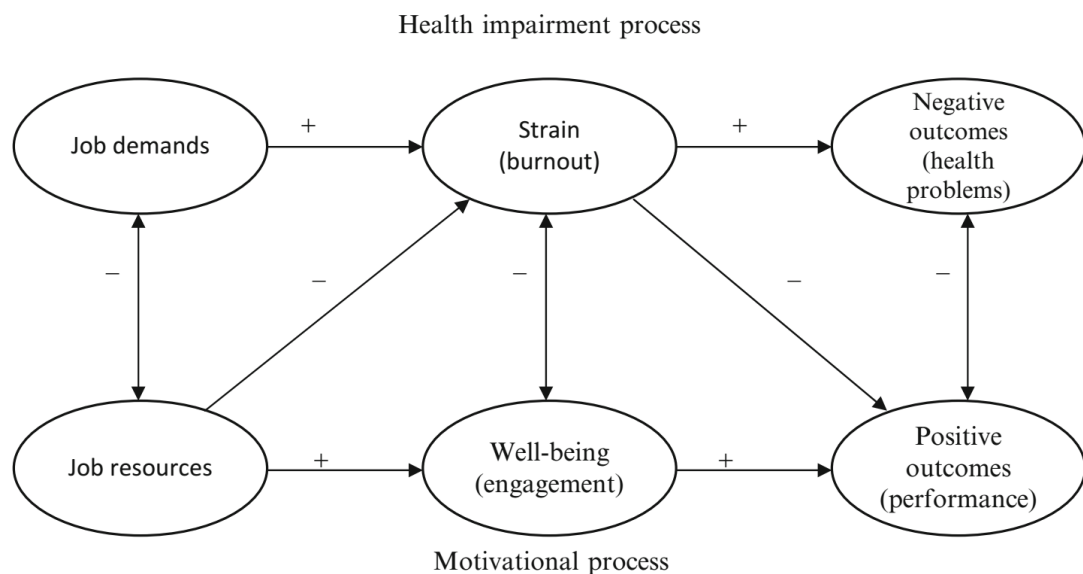 Health impairment process
Job demands
+
Strain
(burnout)
+
Negative
outcomes
(health
problems)
–
–
–
–
–
Job resources
+
Well-being
(engagement)
+
Positive
outcomes
(performance)
Motivational process